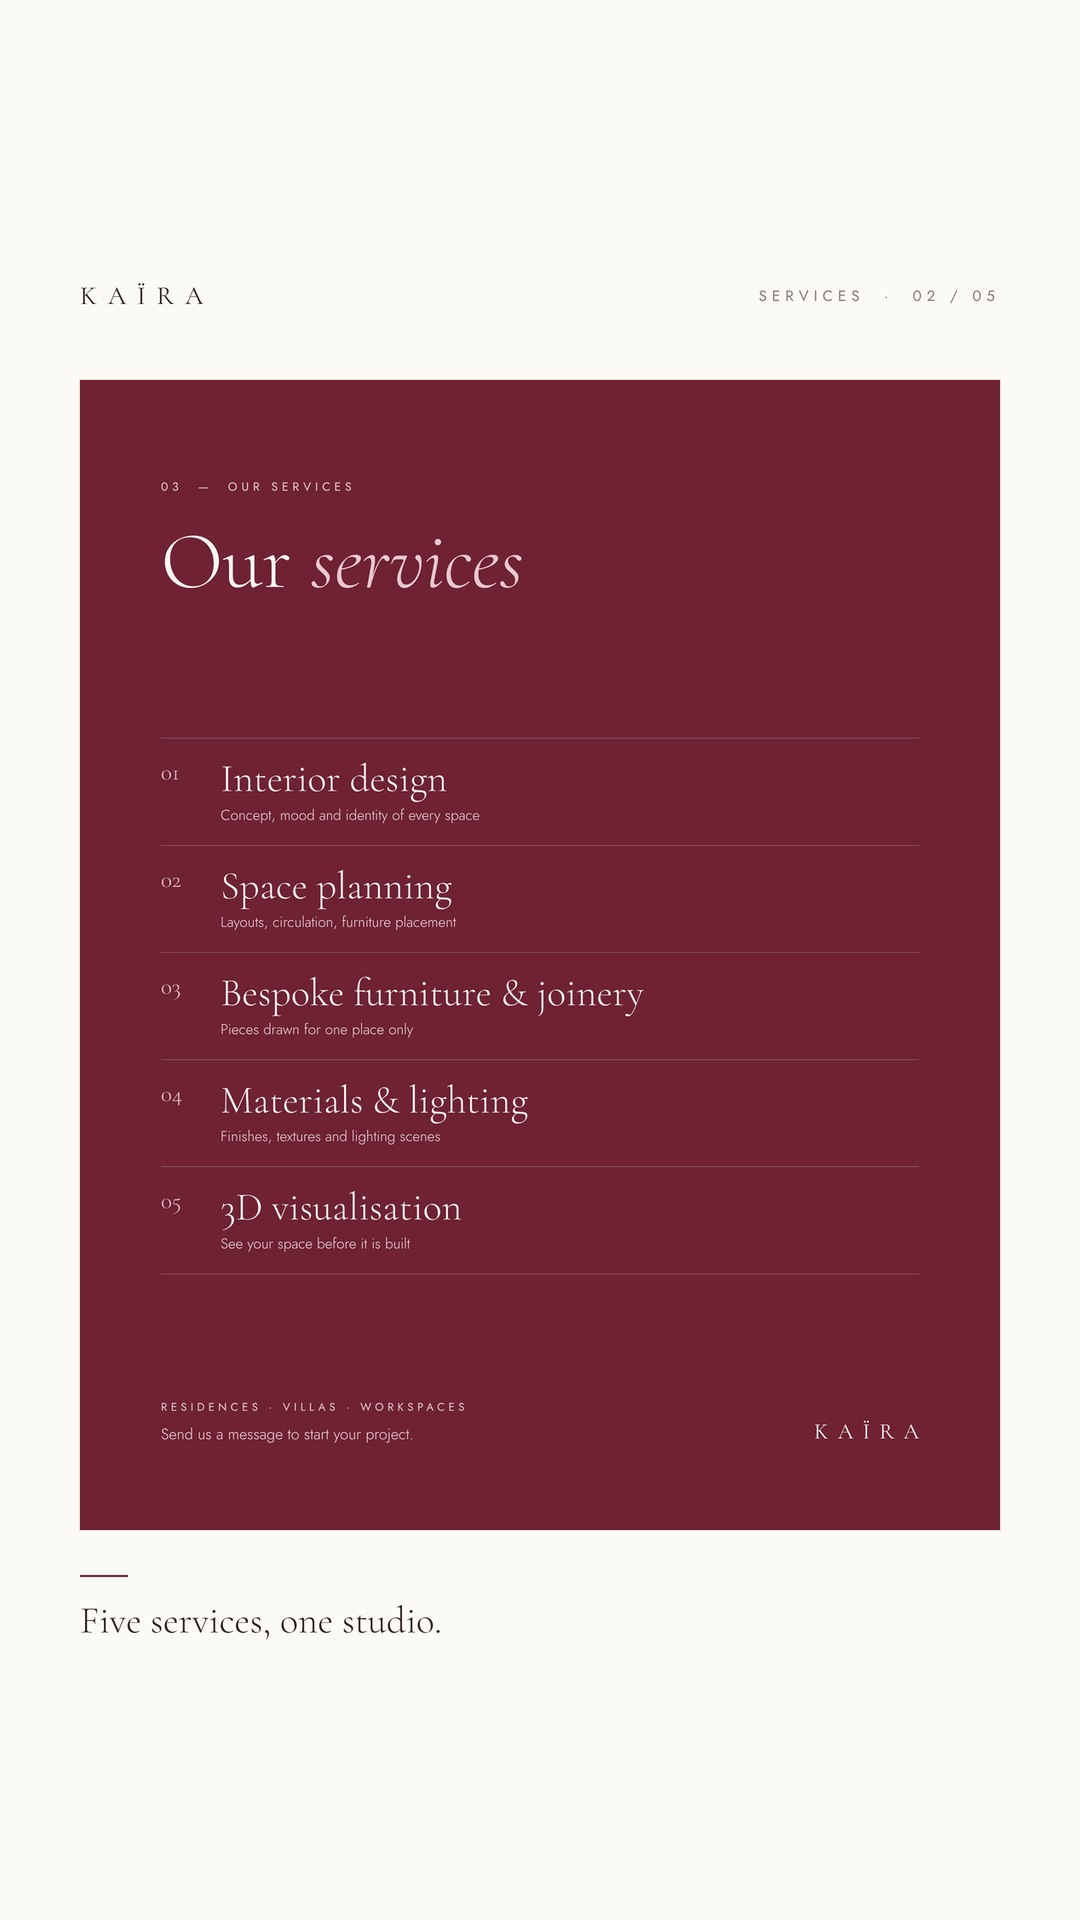 KAÏRA
SERVICES · 02 / 05
03 — OUR SERVICES
Our services
01
Interior design
Concept, mood and identity of every space
02
Space planning
Layouts, circulation, furniture placement
03
Bespoke furniture & joinery
Pieces drawn for one place only
04
Materials & lighting
Finishes, textures and lighting scenes
05
3D visualisation
See your space before it is built
RESIDENCES · VILLAS · WORKSPACES
Send us a message to start your project.
KAÏRA
Five services, one studio.